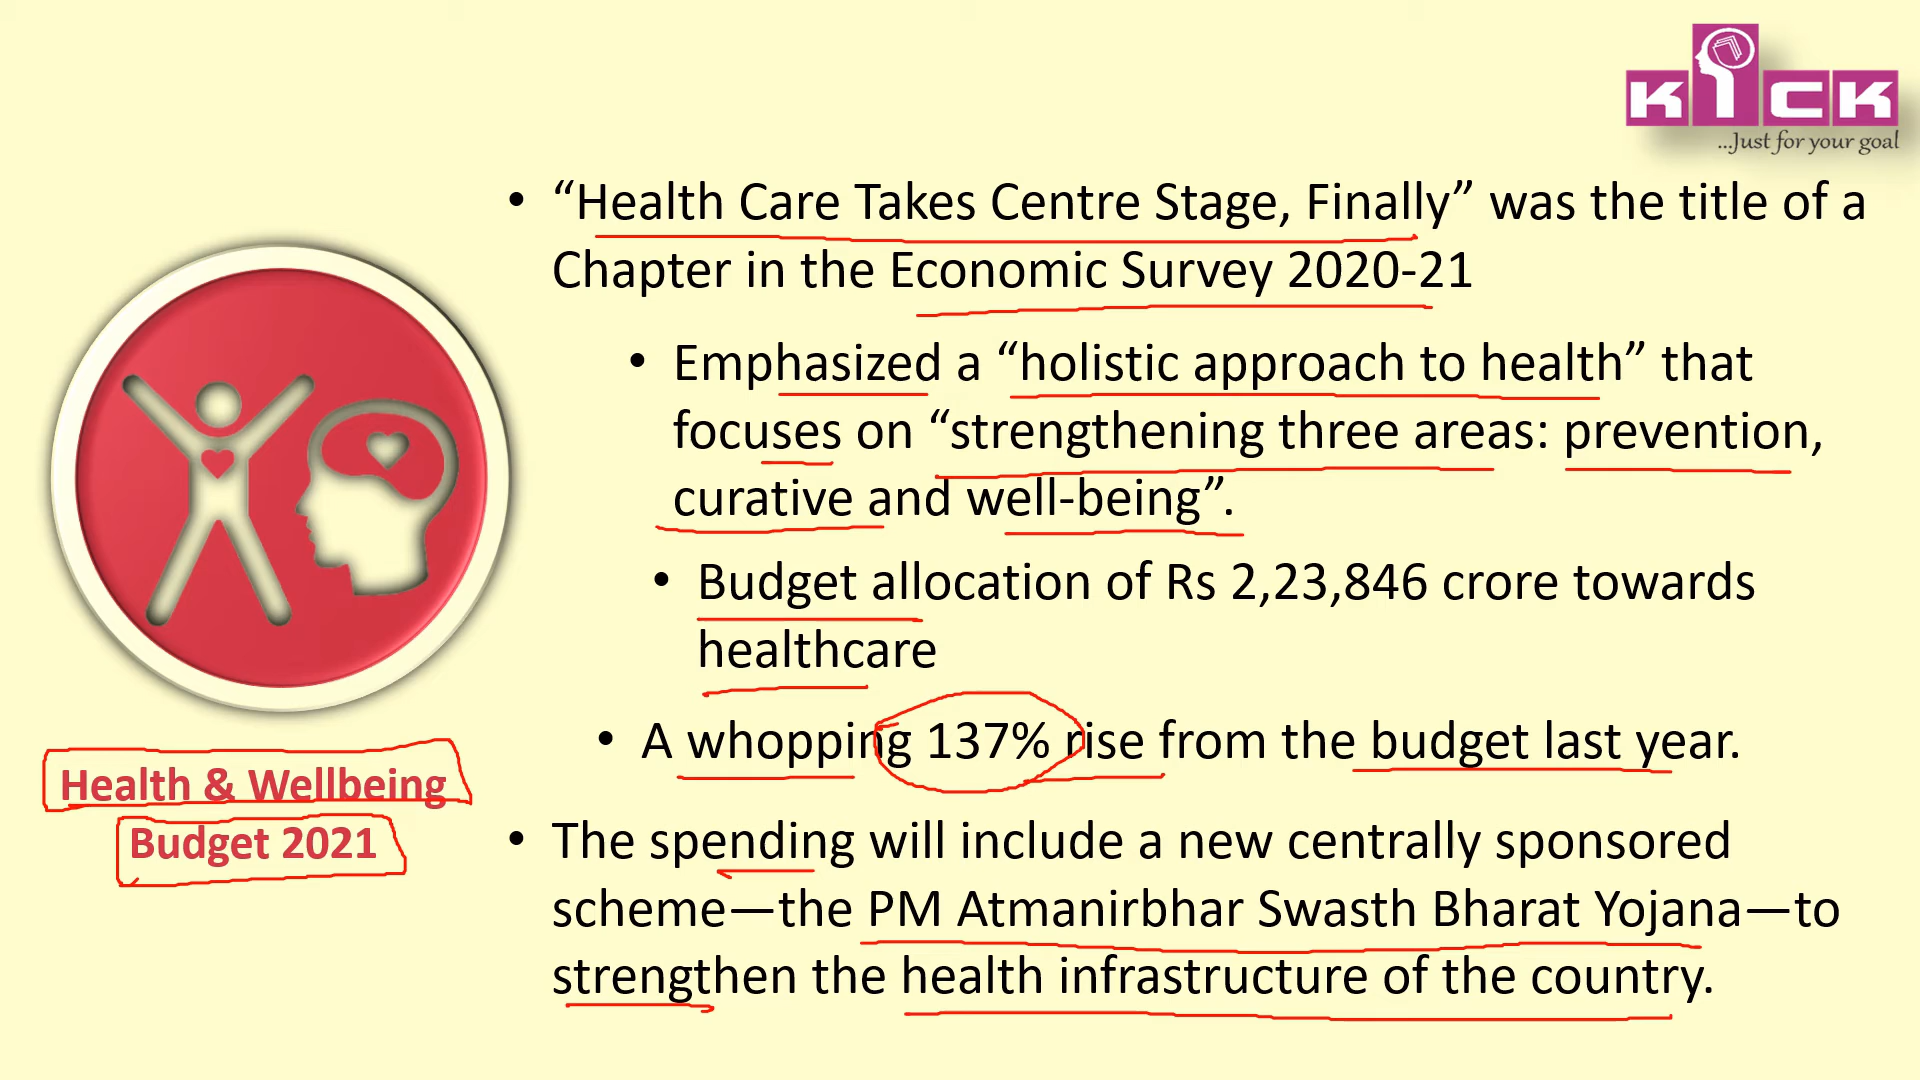 KICK
...Just for your goal
• “Health Care Takes Centre Stage, Finally” was the title of a
Chapter in the Economic Survey 2020-21
• Emphasized a “holistic approach to health” that
focuses on “strengthening three areas: prevention,
curative and well-being”.
• Budget allocation of Rs 2,23,846 crore towards
healthcare
• A whopping 137% rise from the budget last year.
• The spending will include a new centrally sponsored
scheme—the PM Atmanirbhar Swasth Bharat Yojana—to
strengthen the health infrastructure of the country.
Health & Wellbeing
Budget 2021